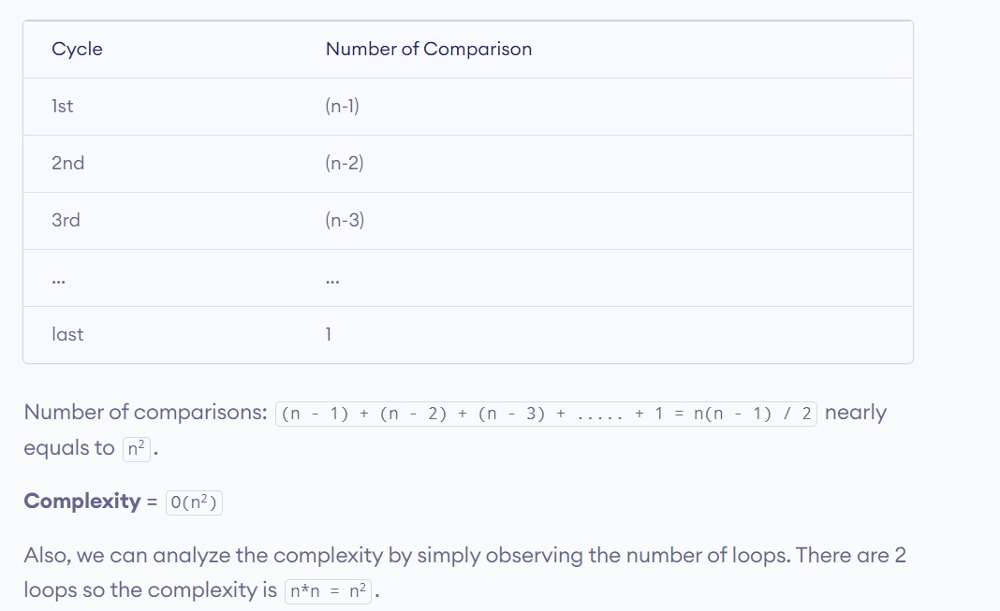 Cycle Number of Comparison
1st (n-1)
2nd (n-2)
3rd (n-3)
... ...
last 1
Number of comparisons: (n - 1) + (n - 2) + (n - 3) + ..... + 1 = n(n - 1) / 2 nearly
equals to n².
Complexity = O(n²)
Also, we can analyze the complexity by simply observing the number of loops. There are 2
loops so the complexity is n*n = n².